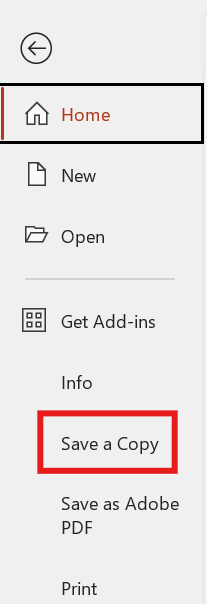 Home
New
Open
Get Add-ins
Info
Save a Copy
Save as Adobe
PDF
Print